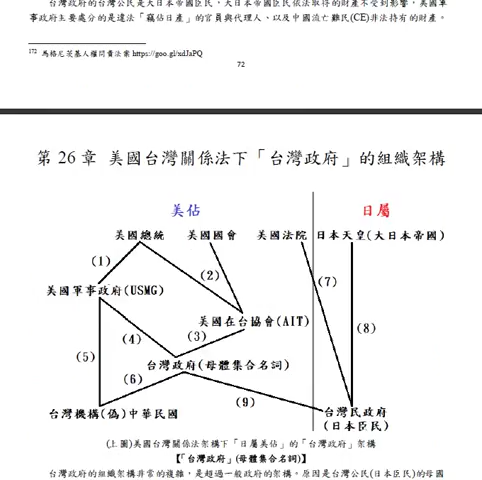 台灣政府的台灣公民是大日本帝國臣民，大日本帝國臣民依法取得的財產不受到影響，美國軍
事政府主要處分的是違法「竊佔日產」的官員與代理人、以及中國流亡難民(CE)非法持有的財產。
172 馬格尼茨基人權問責法案 https://goo.gl/xdJaPQ
72
第 26 章 美國台灣關係法下「台灣政府」的組織架構
美佔 日屬
美國總統 美國國會 美國法院 日本天皇(大日本帝國)
(1) (2) (7)
美國軍事政府(USMG)
美國在台協會(AIT)
(3) (8)
(4)
(5) 台灣政府(母體集合名詞)
(6) (9)
台灣機構(偽)中華民國 台灣民政府
(日本臣民)
(上圖)美國台灣關係法架構下「日屬美佔」的「台灣政府」架構
【「台灣政府」(母體集合名詞)】
台灣政府的組織架構非常的複雜，是超過一般政府的架構。原因是台灣公民(日本臣民)的母國